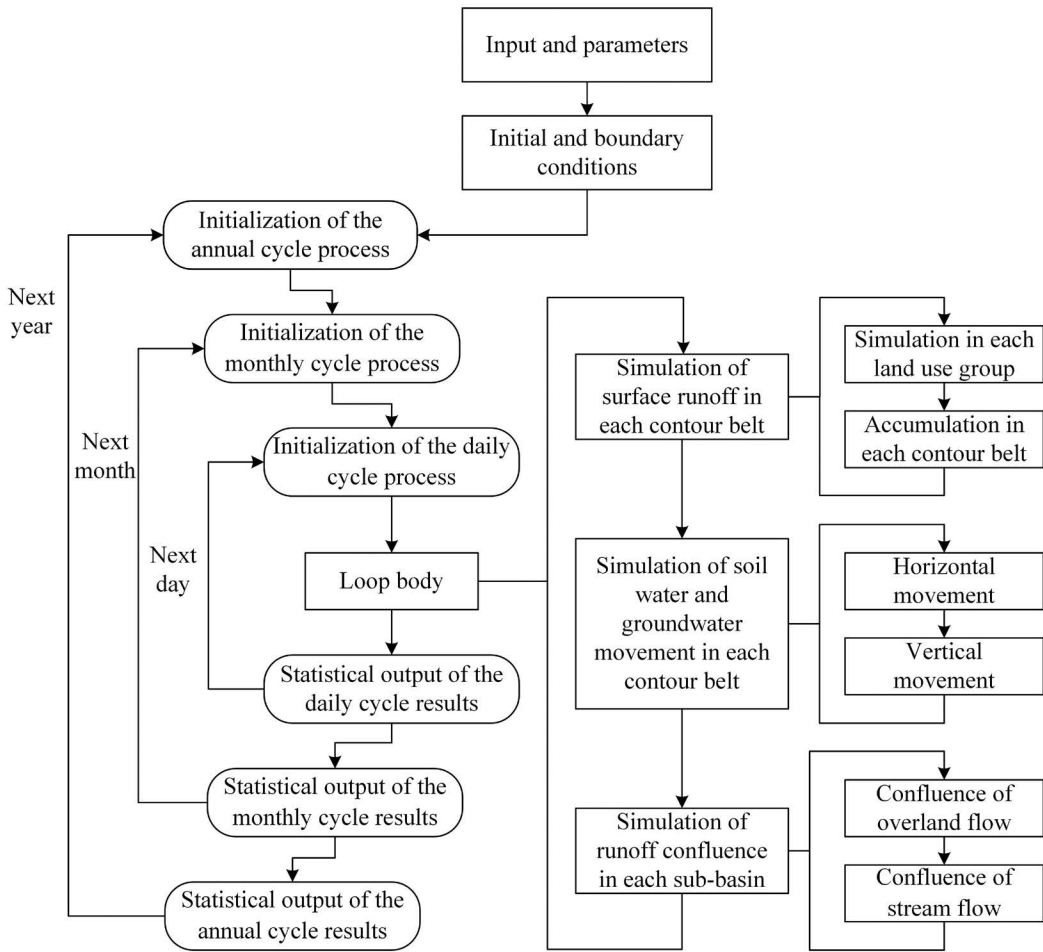 Input and parameters
Initial and boundary
conditions
Initialization of the
annual cycle process
Next
year
Initialization of the
monthly cycle process
Next
month
Initialization of the daily
cycle process
Next
day
Loop body
Statistical output of the
daily cycle results
Statistical output of the
monthly cycle results
Statistical output of the
annual cycle results
Simulation of
surface runoff in
each contour belt
Simulation in each
land use group
Accumulation in
each contour belt
Simulation of soil
water and
groundwater
movement in each
contour belt
Horizontal
movement
Vertical
movement
Simulation of
runoff confluence
in each sub-basin
Confluence of
overland flow
Confluence of
stream flow